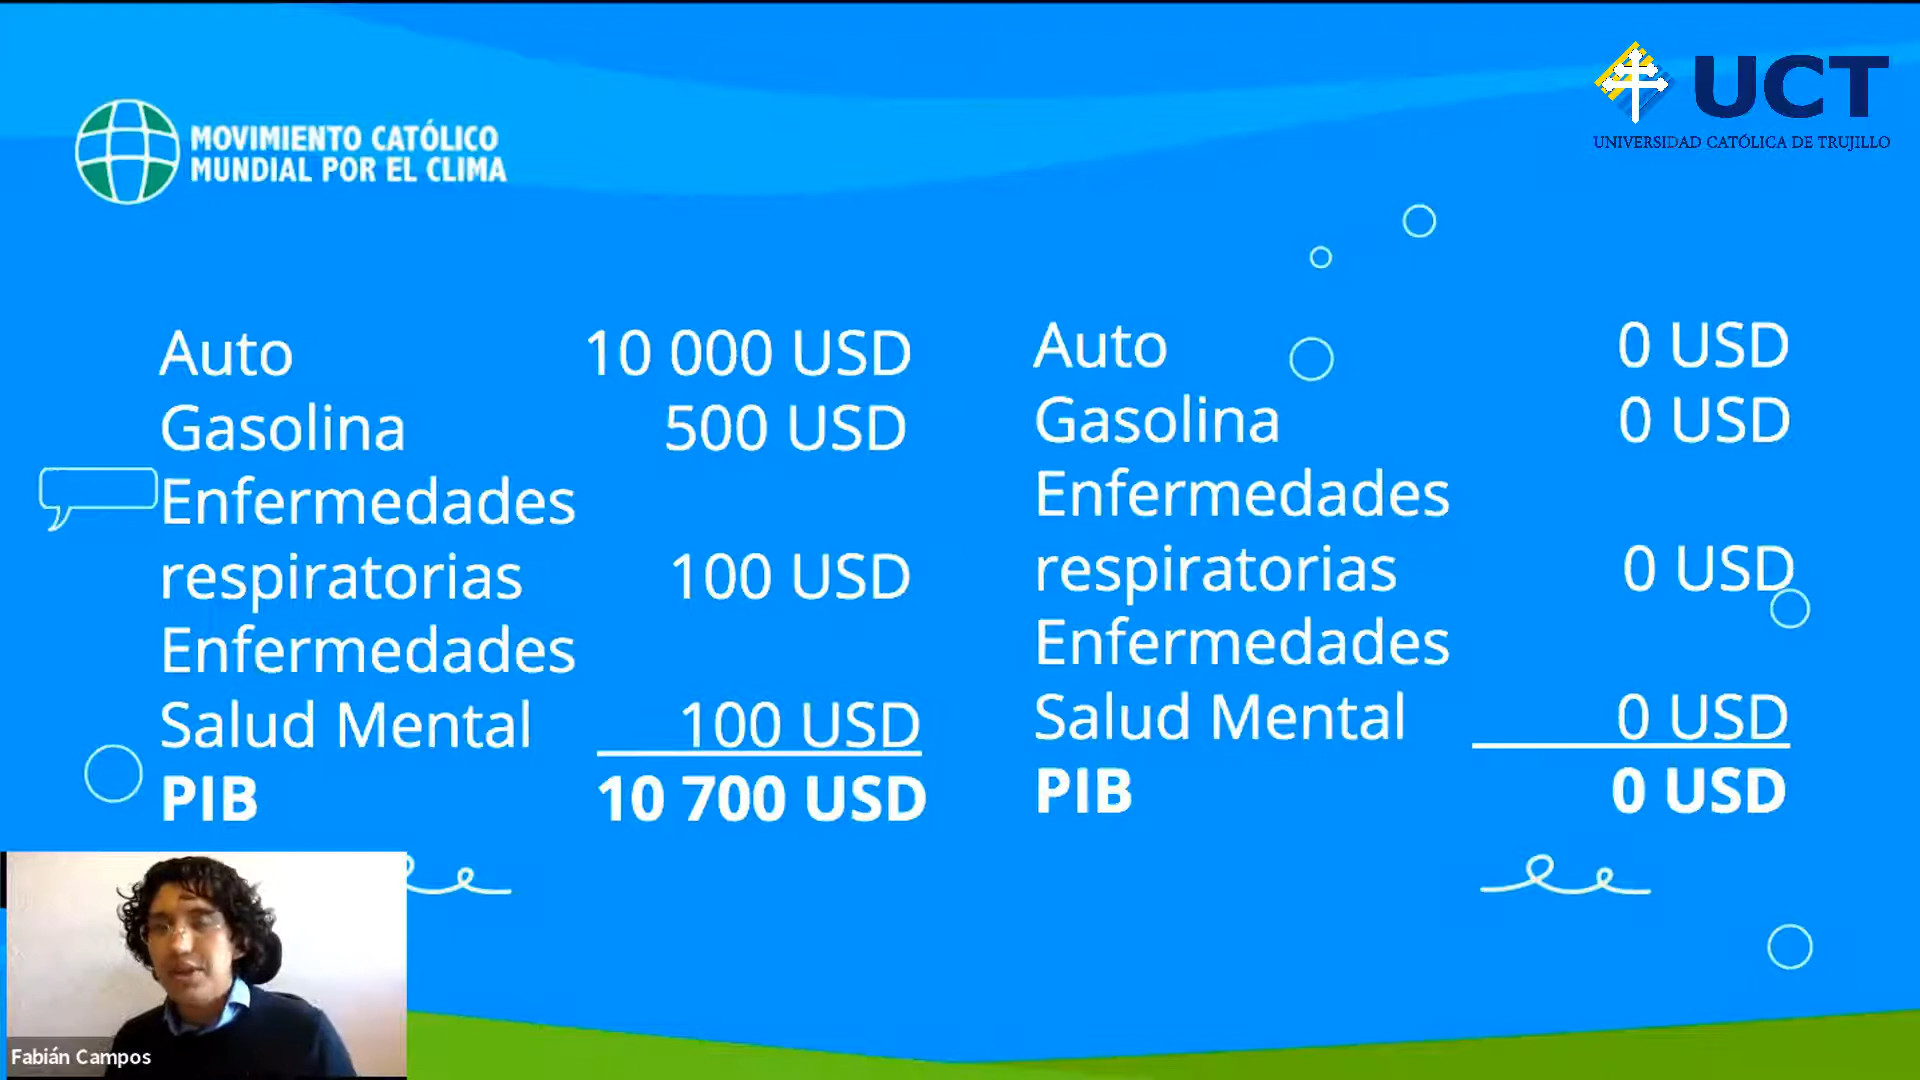 MOVIMIENTO CATÓLICO
MUNDIAL POR EL CLIMA
UCT
UNIVERSIDAD CATÓLICA DE TRUJILLO
Auto 10 000 USD
Gasolina 500 USD
Enfermedades
respiratorias 100 USD
Enfermedades
Salud Mental 100 USD
PIB 10 700 USD
Auto 0 USD
Gasolina 0 USD
Enfermedades
respiratorias 0 USD
Enfermedades
Salud Mental 0 USD
PIB 0 USD
Fabián Campos